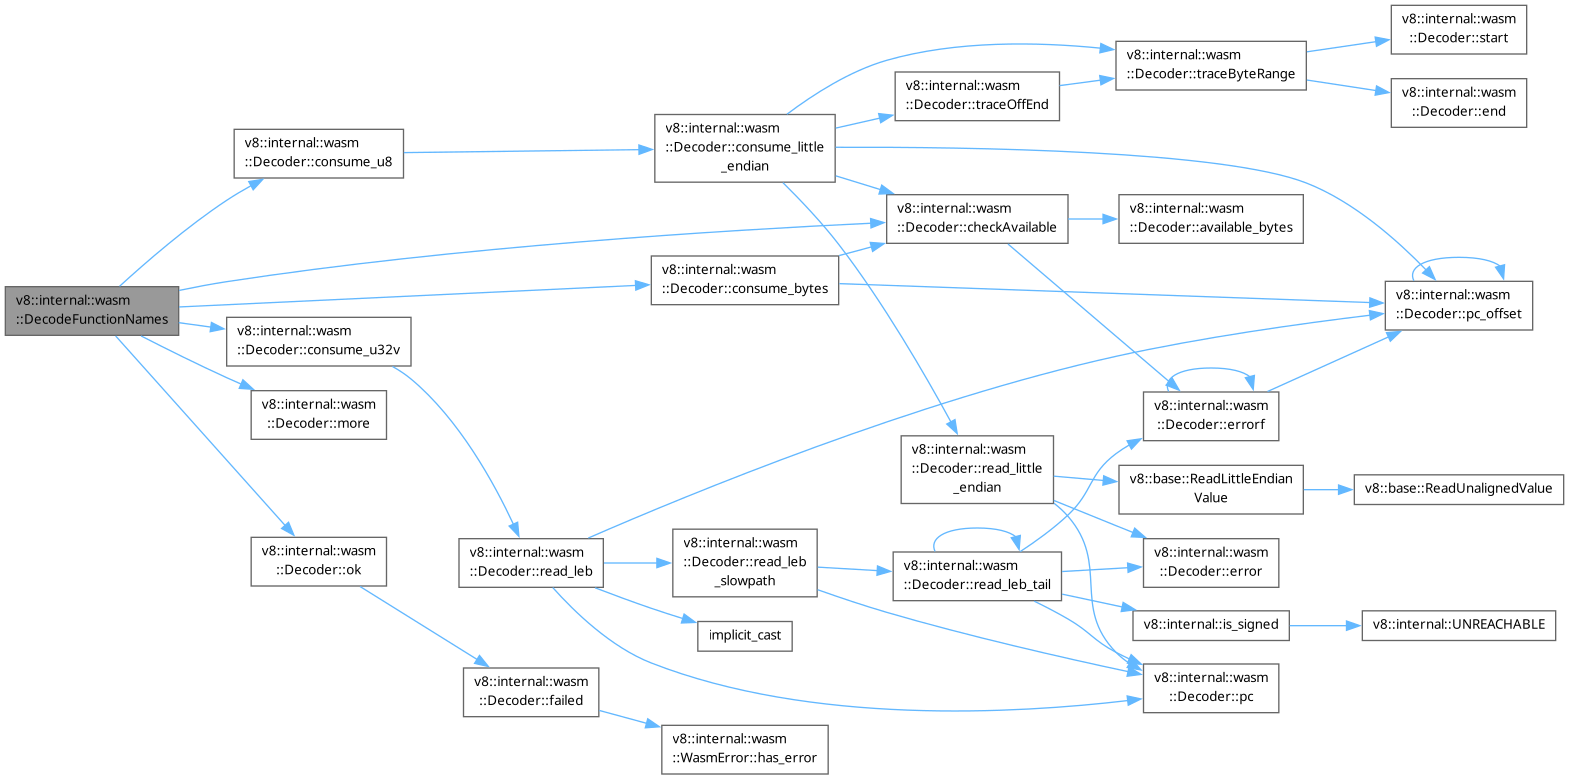 v8::internal::wasm
::DecodeFunctionNames
v8::internal::wasm
::Decoder::consume_u8
v8::internal::wasm
::Decoder::consume_little
_endian
v8::internal::wasm
::Decoder::traceOffEnd
v8::internal::wasm
::Decoder::traceByteRange
v8::internal::wasm
::Decoder::start
v8::internal::wasm
::Decoder::end
v8::internal::wasm
::Decoder::checkAvailable
v8::internal::wasm
::Decoder::available_bytes
v8::internal::wasm
::Decoder::consume_bytes
v8::internal::wasm
::Decoder::pc_offset
v8::internal::wasm
::Decoder::consume_u32v
v8::internal::wasm
::Decoder::more
v8::internal::wasm
::Decoder::errorf
v8::internal::wasm
::Decoder::read_little
_endian
v8::base::ReadLittleEndian
Value
v8::base::ReadUnalignedValue
v8::internal::wasm
::Decoder::ok
v8::internal::wasm
::Decoder::read_leb
v8::internal::wasm
::Decoder::read_leb
_slowpath
v8::internal::wasm
::Decoder::read_leb_tail
v8::internal::wasm
::Decoder::error
implicit_cast
v8::internal::is_signed
v8::internal::UNREACHABLE
v8::internal::wasm
::Decoder::failed
v8::internal::wasm
::Decoder::pc
v8::internal::wasm
::WasmError::has_error